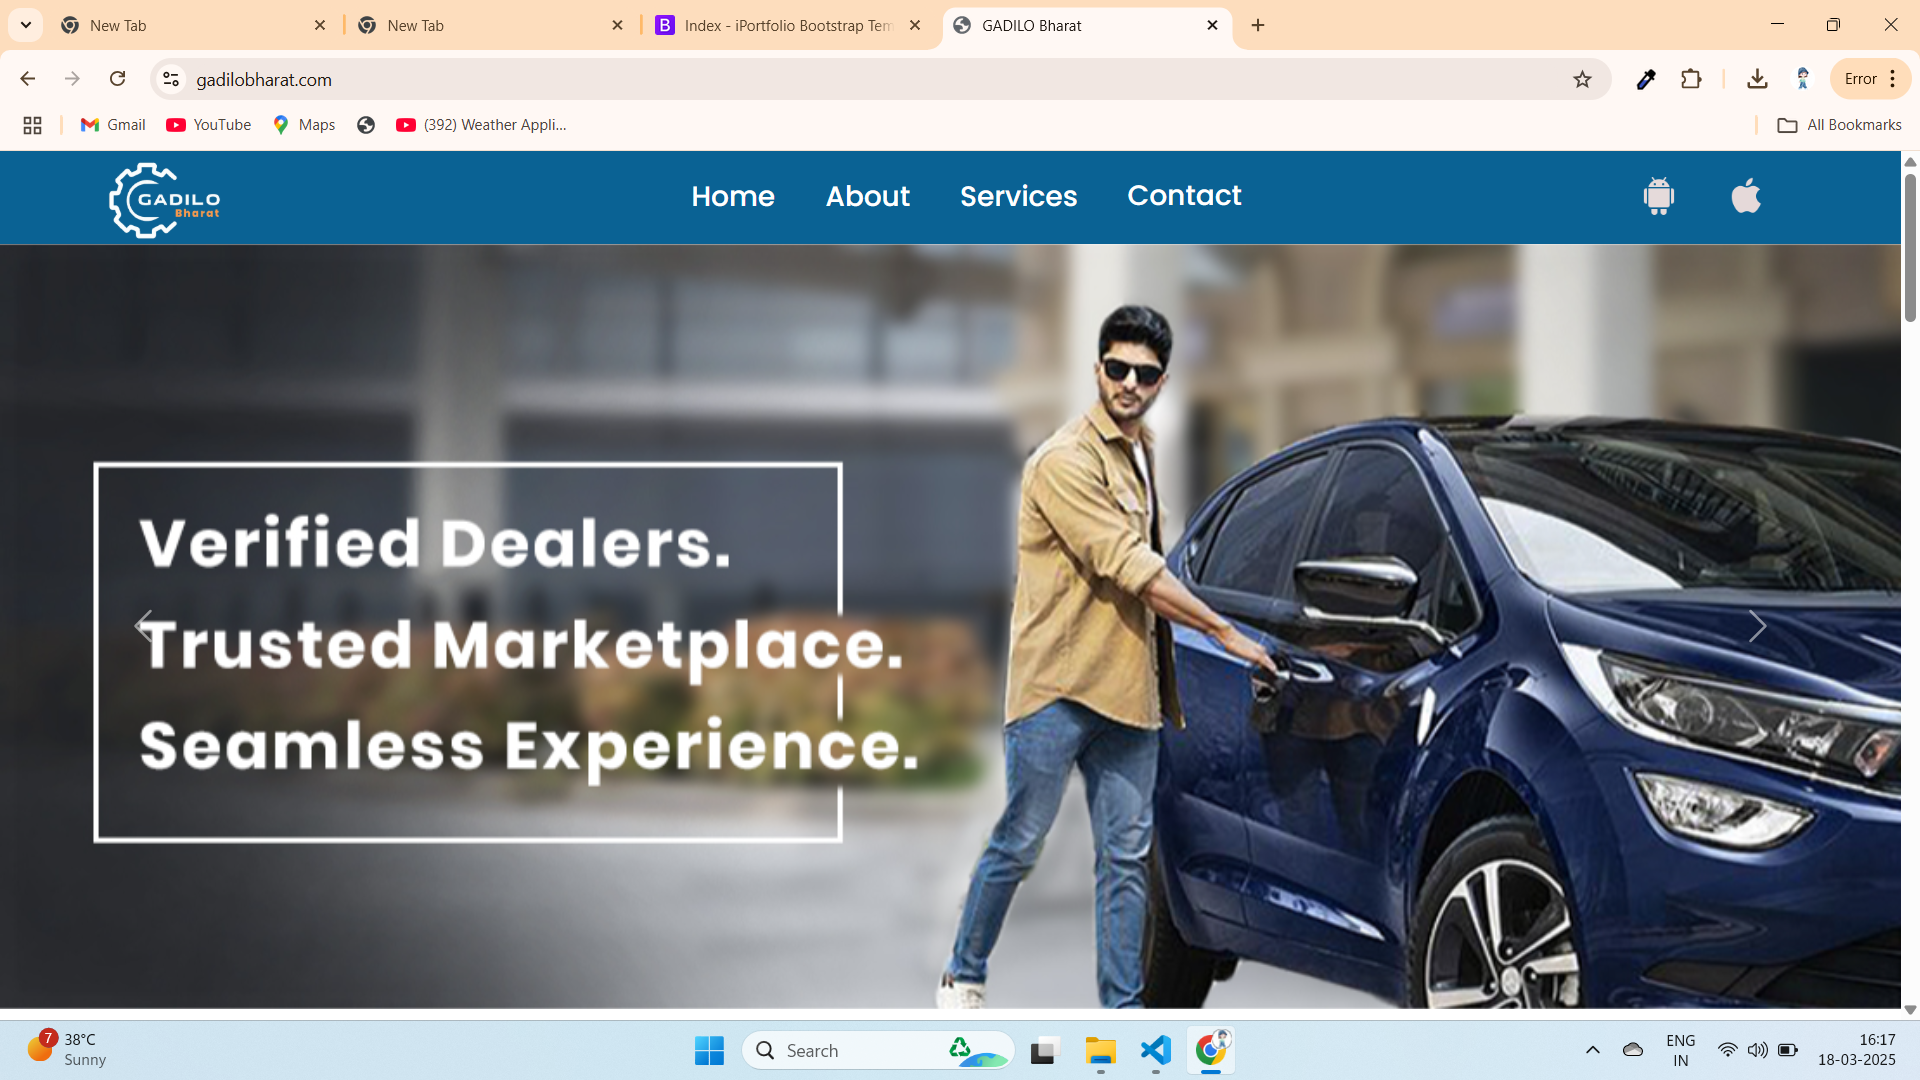 New Tab
New Tab
Index - iPortfolio Bootstrap Tem
GADILO Bharat
gadilobharat.com
Error
Gmail
YouTube
Maps
(392) Weather Appli...
All Bookmarks
GADILO
Bharat
Home
About
Services
Contact
Verified Dealers.
Trusted Marketplace.
Seamless Experience.
7
38°C
Sunny
Search
ENG
IN
16:17
18-03-2025